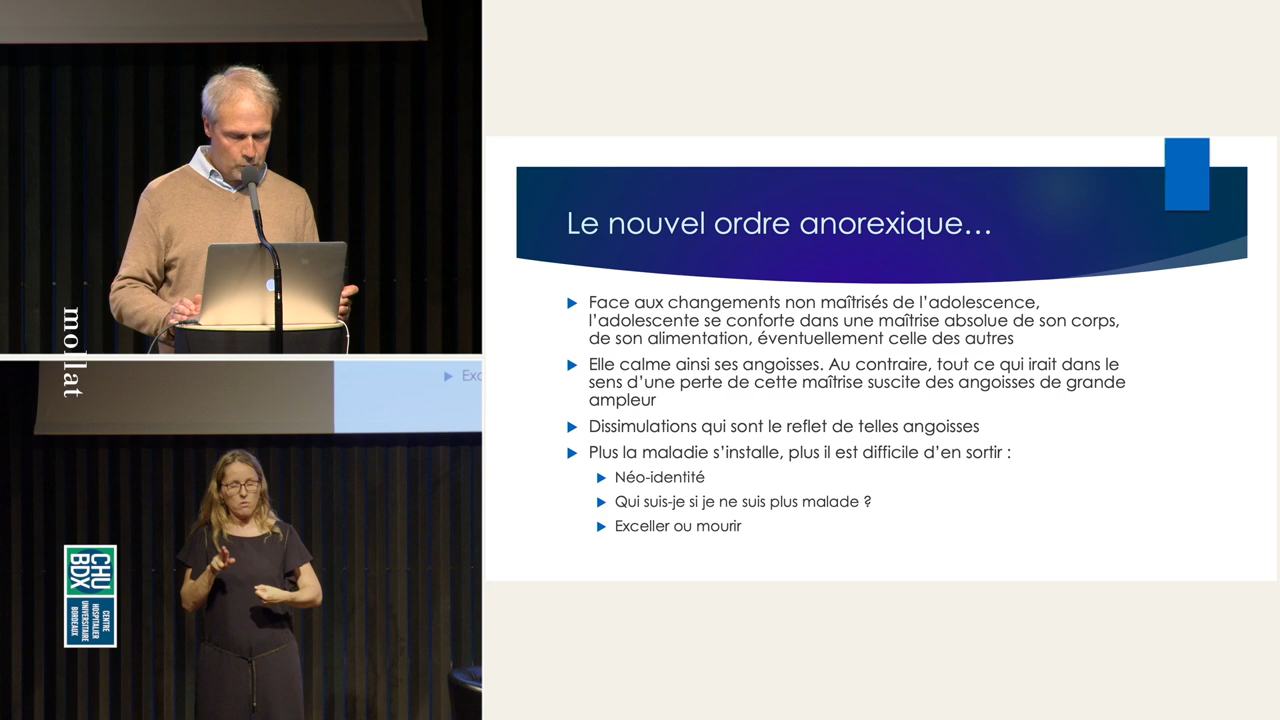 mollat
Exc
CHU
BDX
CENTRE
HOSPITALIER
UNIVERSITAIRE
BORDEAUX
Le nouvel ordre anorexique…
Face aux changements non maîtrisés de l’adolescence,
l’adolescente se conforte dans une maîtrise absolue de son corps,
de son alimentation, éventuellement celle des autres
Elle calme ainsi ses angoisses. Au contraire, tout ce qui irait dans le
sens d’une perte de cette maîtrise suscite des angoisses de grande
ampleur
Dissimulations qui sont le reflet de telles angoisses
Plus la maladie s’installe, plus il est difficile d’en sortir :
Néo-identité
Qui suis-je si je ne suis plus malade ?
Exceller ou mourir